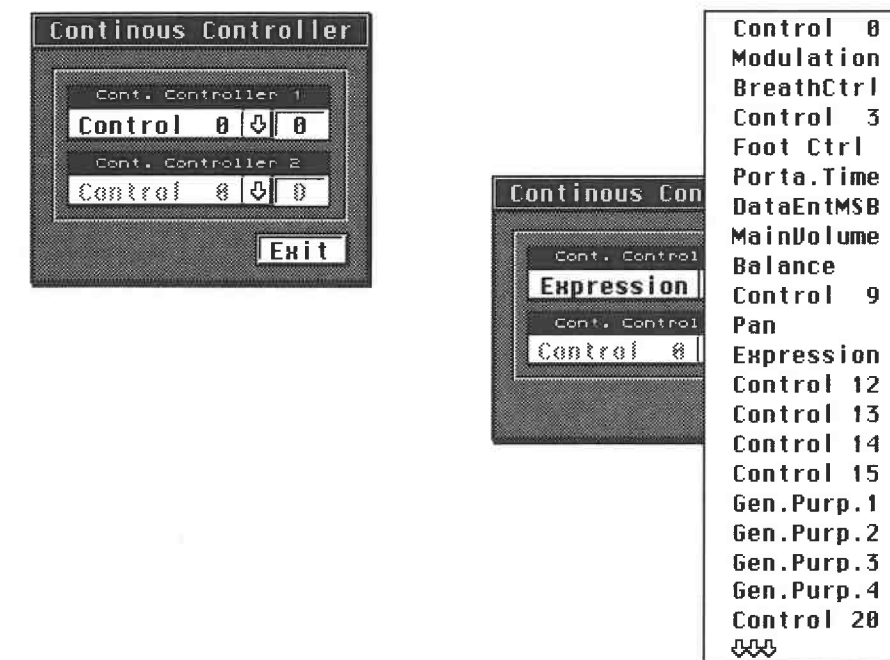 Continous Controller
Cont. Controller 1
Control 0 0
Cont. Controller 2
Control 0 0
Exit
Continous Con
Cont. Control
Expression
Cont. Control
Control 0
Control 0
Modulation
BreathCtrl
Control 3
Foot Ctrl
Porta.Time
DataEntMSB
MainVolume
Balance
Control 9
Pan
Expression
Control 12
Control 13
Control 14
Control 15
Gen.Purp.1
Gen.Purp.2
Gen.Purp.3
Gen.Purp.4
Control 20